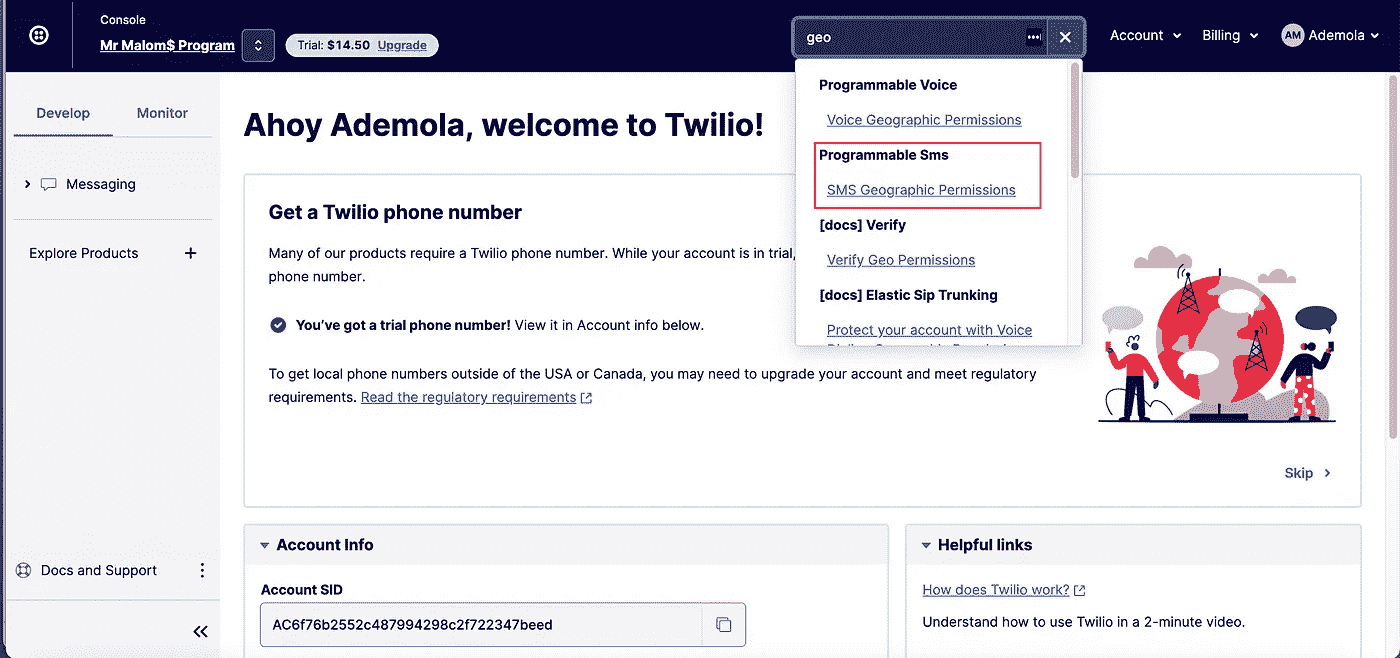 Console
Mr Malom$ Program
Trial: $14.50 Upgrade
geo
Account
Billing
AM
Ademola
Develop
Monitor
Messaging
Explore Products
Docs and Support
Programmable Voice
Voice Geographic Permissions
Programmable Sms
SMS Geographic Permissions
[docs] Verify
Verify Geo Permissions
[docs] Elastic Sip Trunking
Protect your account with Voice
Ahoy Ademola, welcome to Twilio!
Get a Twilio phone number
Many of our products require a Twilio phone number. While your account is in trial,
phone number.
You've got a trial phone number! View it in Account info below.
To get local phone numbers outside of the USA or Canada, you may need to upgrade your account and meet regulatory
requirements. Read the regulatory requirements
Skip
Account Info
Account SID
AC6f76b2552c487994298c2f722347beed
Helpful links
How does Twilio work?
Understand how to use Twilio in a 2-minute video.